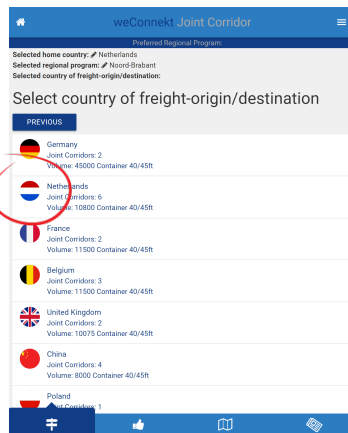 weConnekt Joint Corridor
Preferred Regional Program:
Selected home country: Netherlands
Selected regional program: Noord-Brabant
Selected country of freight-origin/destination:
Select country of freight-origin/destination
PREVIOUS
Germany
Joint Corridors: 2
Volume: 45000 Container 40/45ft
Netherlands
Joint Corridors: 6
Volume: 10800 Container 40/45ft
France
Joint Corridors: 2
Volume: 11500 Container 40/45ft
Belgium
Joint Corridors: 3
Volume: 11500 Container 40/45ft
United Kingdom
Joint Corridors: 2
Volume: 10075 Container 40/45ft
China
Joint Corridors: 4
Volume: 8000 Container 40/45ft
Poland
Joint Corridors: 1